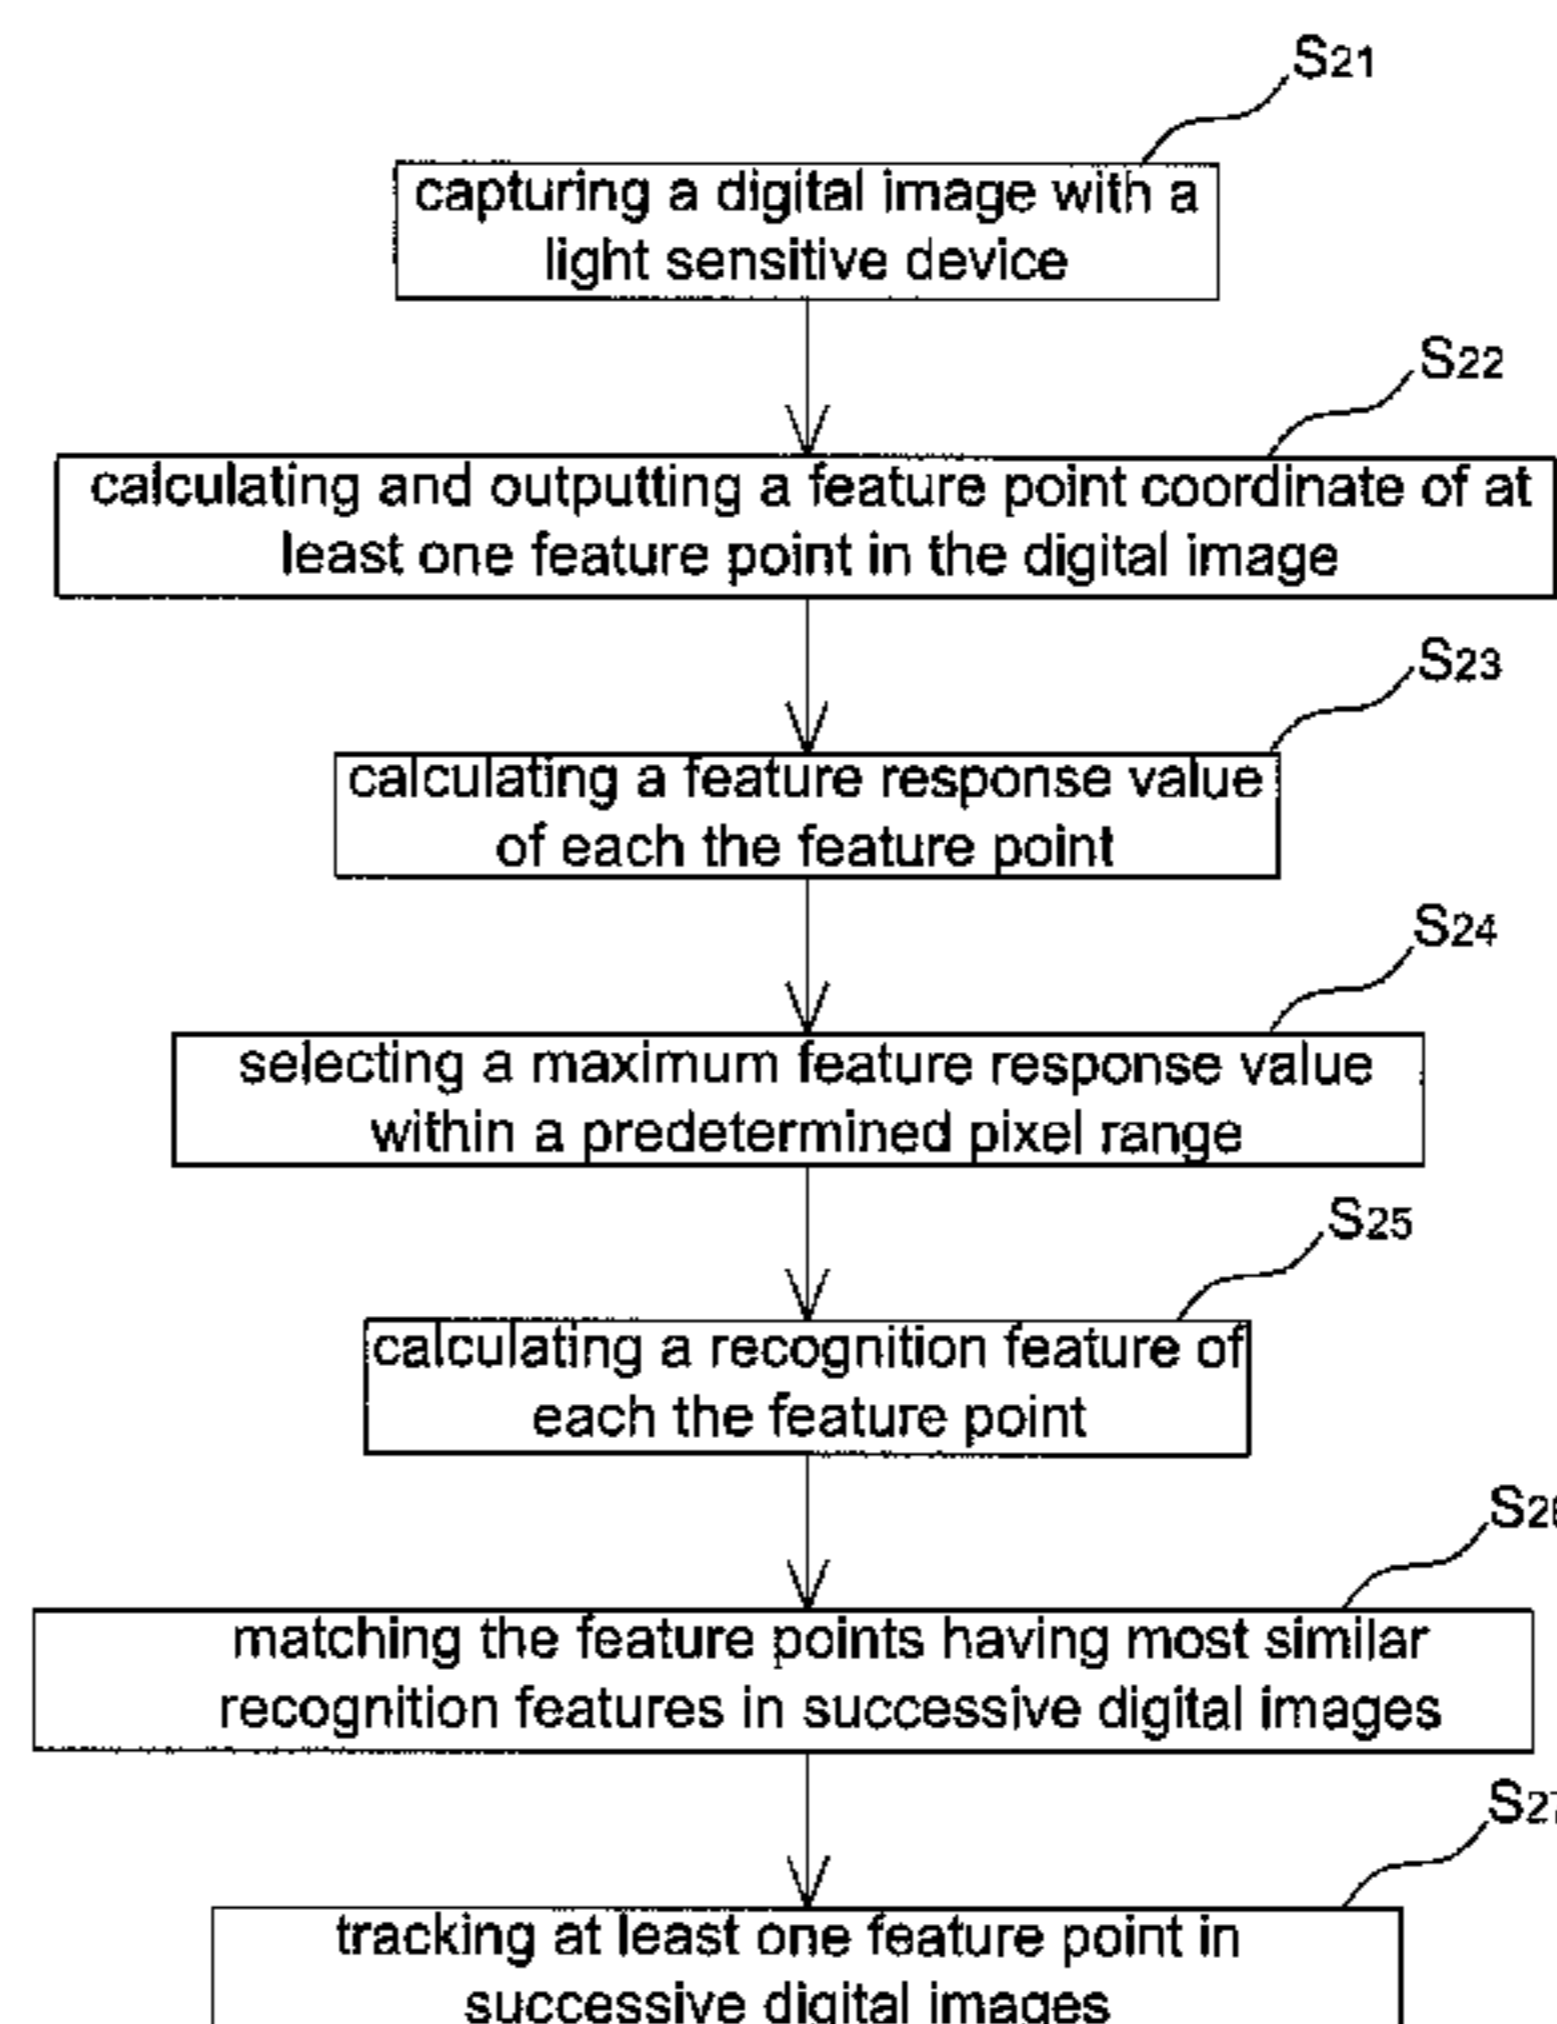 S21
capturing a digital image with a
light sensitive device
S22
calculating and outputting a feature point coordinate of at
least one feature point in the digital image
S23
calculating a feature response value
of each the feature point
S24
selecting a maximum feature response value
within a predetermined pixel range
S25
calculating a recognition feature of
each the feature point
S26
matching the feature points having most similar
recognition features in successive digital images
S27
tracking at least one feature point in
successive digital images